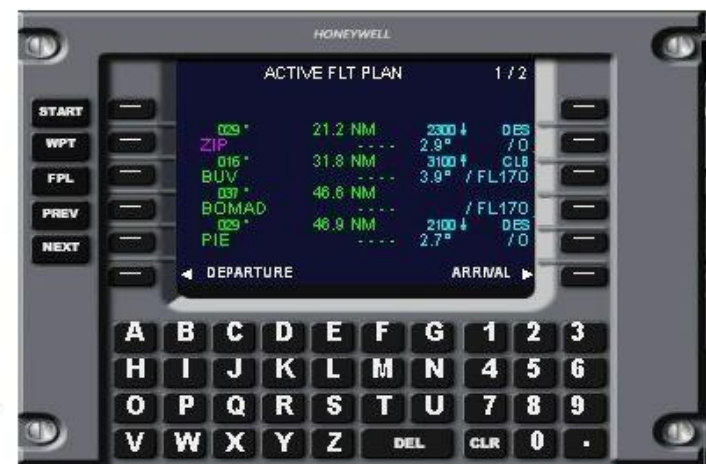 HONEYWELL
ACTIVE FLT PLAN 1 / 2
START
WPT
FPL
PREV
NEXT
029° 21.2 NM 2300↓ DES
ZIP ---- 2.9° / 0
016° 31.8 NM 3100↑ CLB
BUV ---- 3.9° / FL170
037° 46.6 NM
BOMAD ---- / FL170
029° 46.9 NM 2100↓ DES
PIE ---- 2.7° / 0
◄ DEPARTURE ARRIVAL ►
A B C D E F G 1 2 3
H I J K L M N 4 5 6
O P Q R S T U 7 8 9
V W X Y Z DEL CLR 0 .